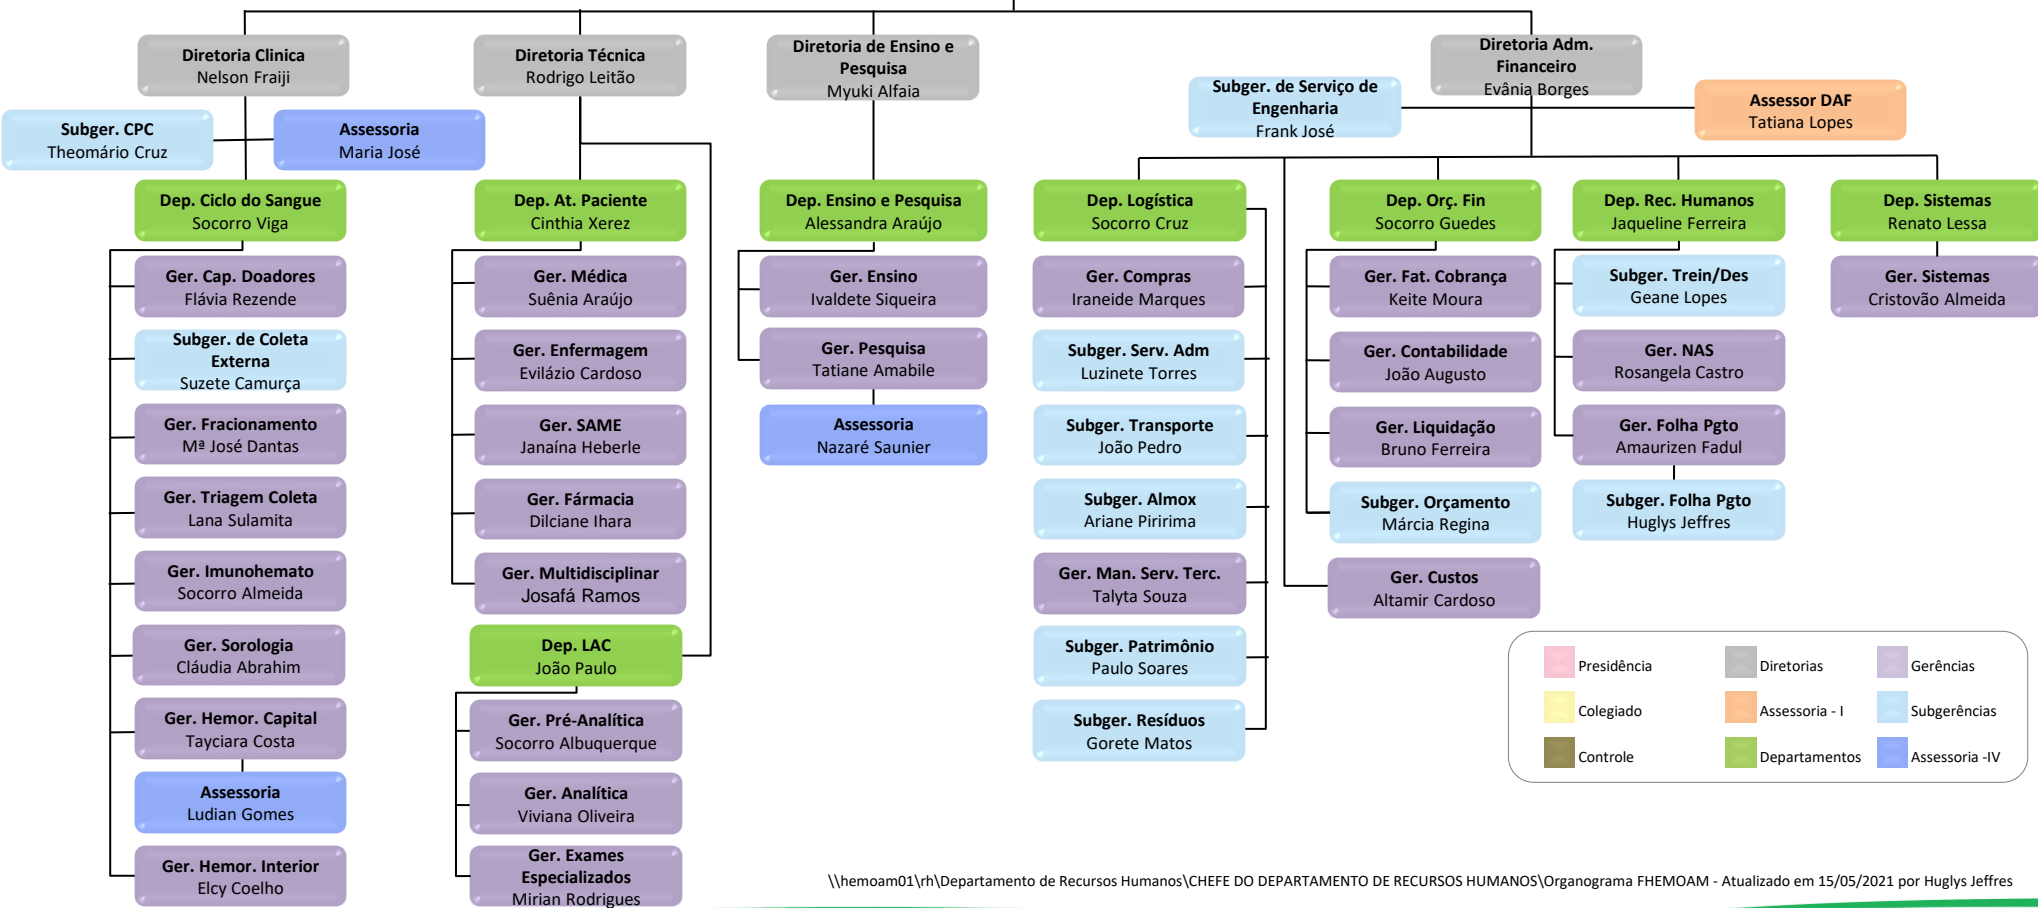 Diretoria Clinica
Nelson Fraiji
Diretoria Técnica
Rodrigo Leitão
Diretoria de Ensino e
Pesquisa
Myuki Alfaia
Diretoria Adm.
Financeiro
Evânia Borges
Subger. de Serviço de
Engenharia
Frank José
Assessor DAF
Tatiana Lopes
Subger. CPC
Theomário Cruz
Assessoria
Maria José
Dep. Ciclo do Sangue
Socorro Viga
Ger. Cap. Doadores
Flávia Rezende
Subger. de Coleta
Externa
Suzete Camurça
Ger. Fracionamento
Mª José Dantas
Ger. Triagem Coleta
Lana Sulamita
Ger. Imunohemato
Socorro Almeida
Ger. Sorologia
Cláudia Abrahim
Ger. Hemor. Capital
Tayciara Costa
Assessoria
Ludian Gomes
Ger. Hemor. Interior
Elcy Coelho
Dep. At. Paciente
Cinthia Xerez
Ger. Médica
Suênia Araújo
Ger. Enfermagem
Evilázio Cardoso
Ger. SAME
Janaína Heberle
Ger. Fármacia
Dilciane Ihara
Ger. Multidisciplinar
Josafá Ramos
Dep. LAC
João Paulo
Ger. Pré-Analítica
Socorro Albuquerque
Ger. Analítica
Viviana Oliveira
Ger. Exames
Especializados
Mirian Rodrigues
Dep. Ensino e Pesquisa
Alessandra Araújo
Ger. Ensino
Ivaldete Siqueira
Ger. Pesquisa
Tatiane Amabile
Assessoria
Nazaré Saunier
Dep. Logística
Socorro Cruz
Ger. Compras
Iraneide Marques
Subger. Serv. Adm
Luzinete Torres
Subger. Transporte
João Pedro
Subger. Almox
Ariane Piririma
Ger. Man. Serv. Terc.
Talyta Souza
Subger. Patrimônio
Paulo Soares
Subger. Resíduos
Gorete Matos
Dep. Orç. Fin
Socorro Guedes
Ger. Fat. Cobrança
Keite Moura
Ger. Contabilidade
João Augusto
Ger. Liquidação
Bruno Ferreira
Subger. Orçamento
Márcia Regina
Ger. Custos
Altamir Cardoso
Dep. Rec. Humanos
Jaqueline Ferreira
Subger. Trein/Des
Geane Lopes
Ger. NAS
Rosangela Castro
Ger. Folha Pgto
Amaurizen Fadul
Subger. Folha Pgto
Huglys Jeffres
Dep. Sistemas
Renato Lessa
Ger. Sistemas
Cristovão Almeida
Presidência
Diretorias
Gerências
Colegiado
Assessoria - I
Subgerências
Controle
Departamentos
Assessoria -IV
\\hemoam01\rh\Departamento de Recursos Humanos\CHEFE DO DEPARTAMENTO DE RECURSOS HUMANOS\Organograma FHEMOAM - Atualizado em 15/05/2021 por Huglys Jeffres